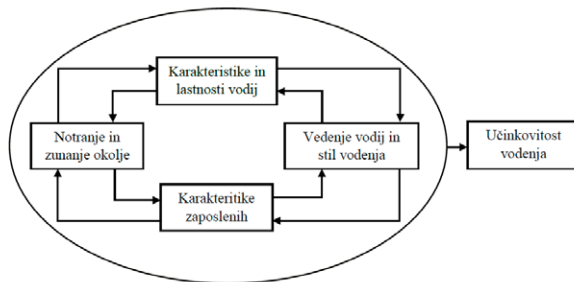 Karakteristike in
lastnosti vodij
Notranje in
zunanje okolje
Vedenje vodij in
stil vodenja
Učinkovitost
vodenja
Karakteritike
zaposlenih